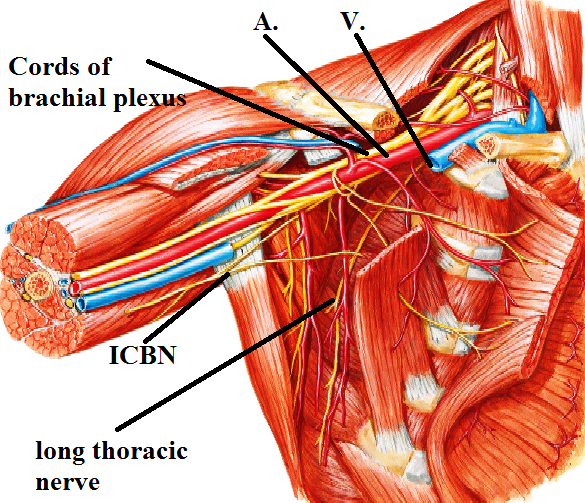 A.
V.
Cords of
brachial plexus
ICBN
long thoracic
nerve